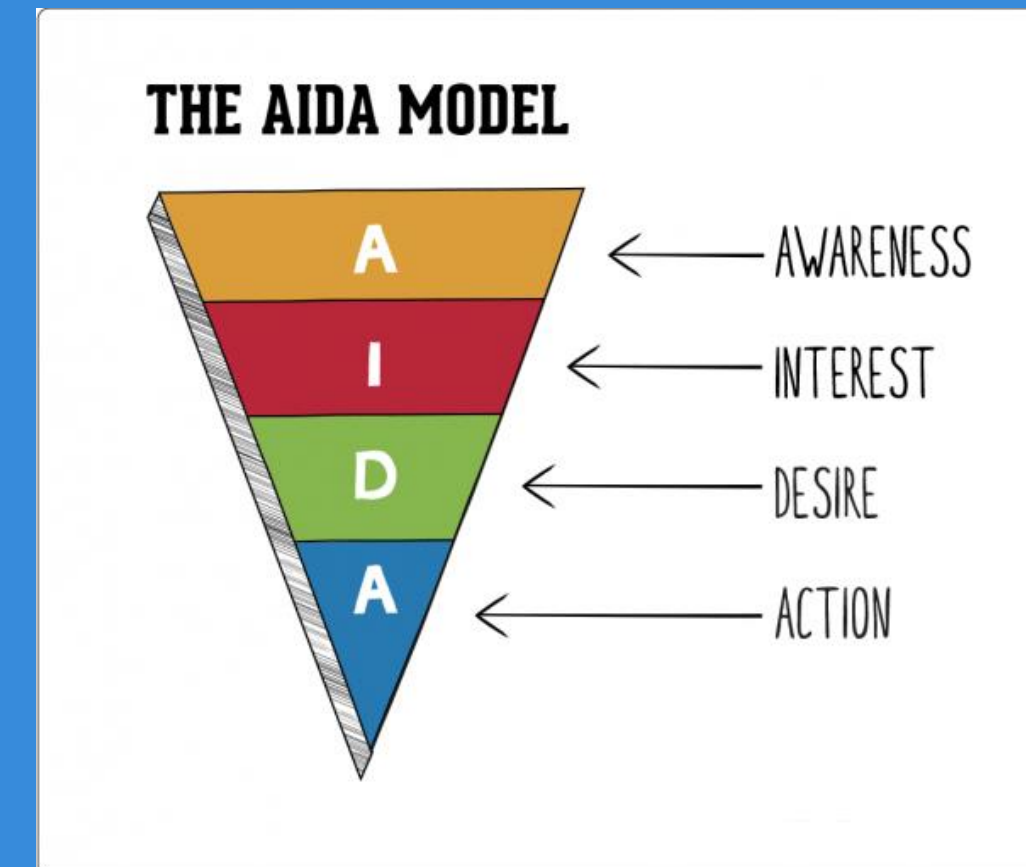 THE AIDA MODEL
A
AWARENESS
I
INTEREST
D
DESIRE
A
ACTION